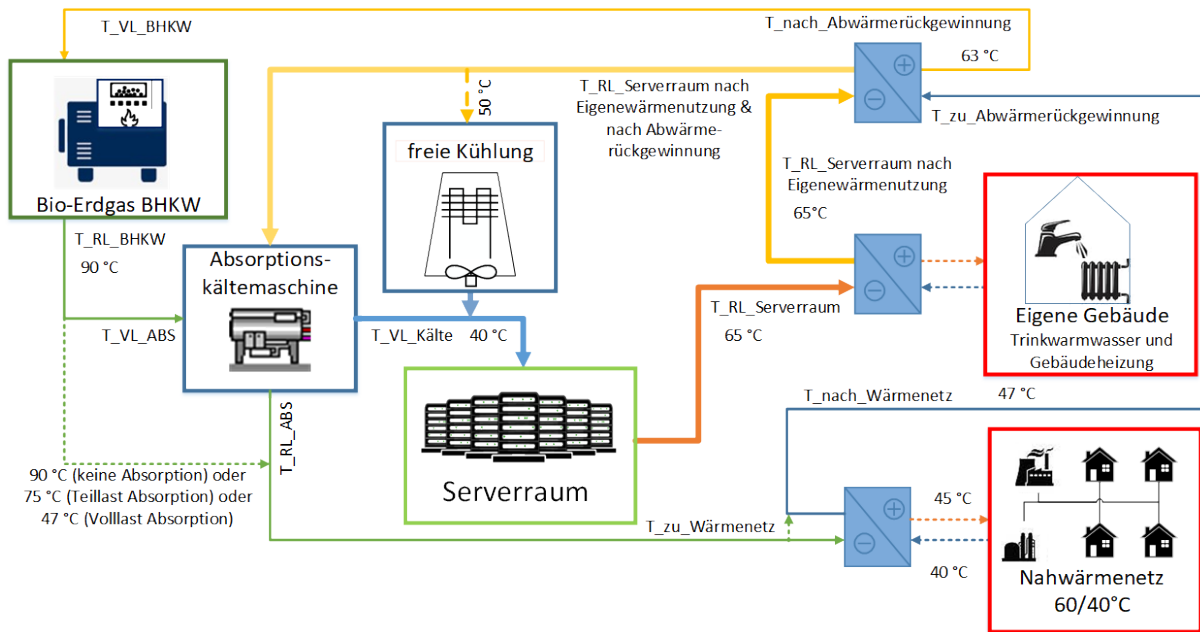 T_VL_BHKW
T_nach_Abwärmerückgewinnung
63 °C
50 °C
T_RL_Serverraum nach
Eigenewärmenutzung &
nach Abwärme-
rückgewinnung
T_zu_Abwärmerückgewinnung
freie Kühlung
T_RL_Serverraum nach
Eigenewärmenutzung
65°C
Bio-Erdgas BHKW
T_RL_BHKW
90 °C
Absorptions-
kältemaschine
T_VL_ABS
T_VL_Kälte 40 °C
T_RL_Serverraum
65 °C
Eigene Gebäude
Trinkwarmwasser und
Gebäudeheizung
T_nach_Wärmenetz 47 °C
T_RL_ABS
90 °C (keine Absorption) oder
75 °C (Teillast Absorption) oder
47 °C (Volllast Absorption)
Serverraum
T_zu_Wärmenetz
45 °C
40 °C
Nahwärmenetz
60/40°C